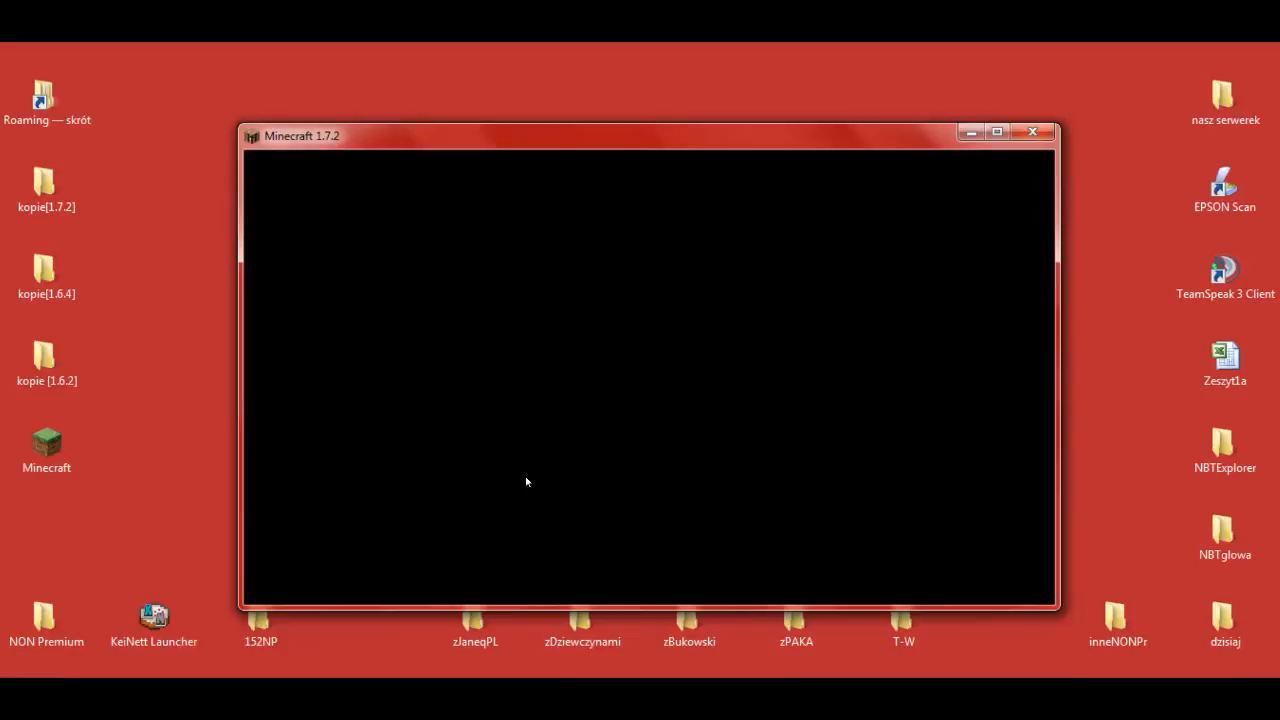 Minecraft 1.7.2
Roaming — skrót
nasz serwerek
kopie[1.7.2]
EPSON Scan
kopie[1.6.4]
TeamSpeak 3 Client
kopie [1.6.2]
Zeszyt1a
Minecraft
NBTExplorer
NBTglowa
NON Premium
KeiNett Launcher
152NP
zJaneqPL
zDziewczynami
zBukowski
zPAKA
T-W
inneNONPr
dzisiaj